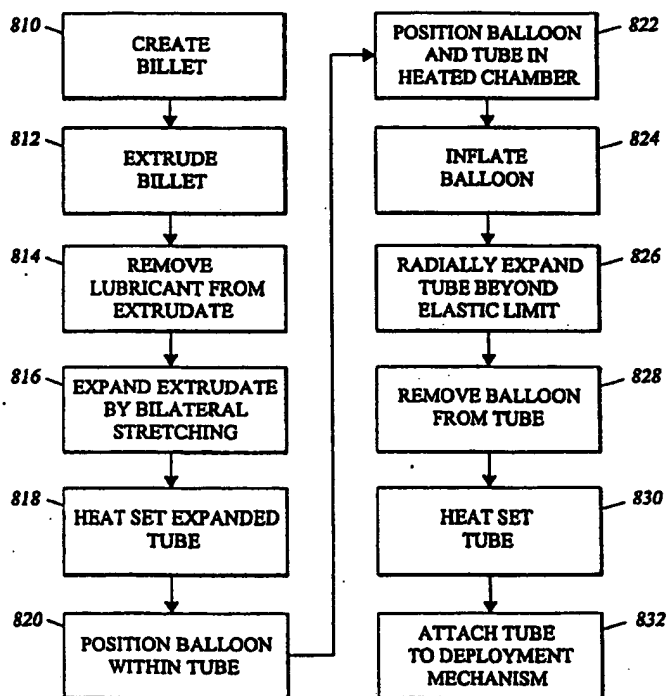 810
CREATE
BILLET
812
EXTRUDE
BILLET
814
REMOVE
LUBRICANT FROM
EXTRUDATE
816
EXPAND EXTRUDATE
BY BILATERAL
STRETCHING
818
HEAT SET EXPANDED
TUBE
820
POSITION BALLOON
WITHIN TUBE
822
POSITION BALLOON
AND TUBE IN
HEATED CHAMBER
824
INFLATE
BALLOON
826
RADIALLY EXPAND
TUBE BEYOND
ELASTIC LIMIT
828
REMOVE BALLOON
FROM TUBE
830
HEAT SET
TUBE
832
ATTACH TUBE
TO DEPLOYMENT
MECHANISM